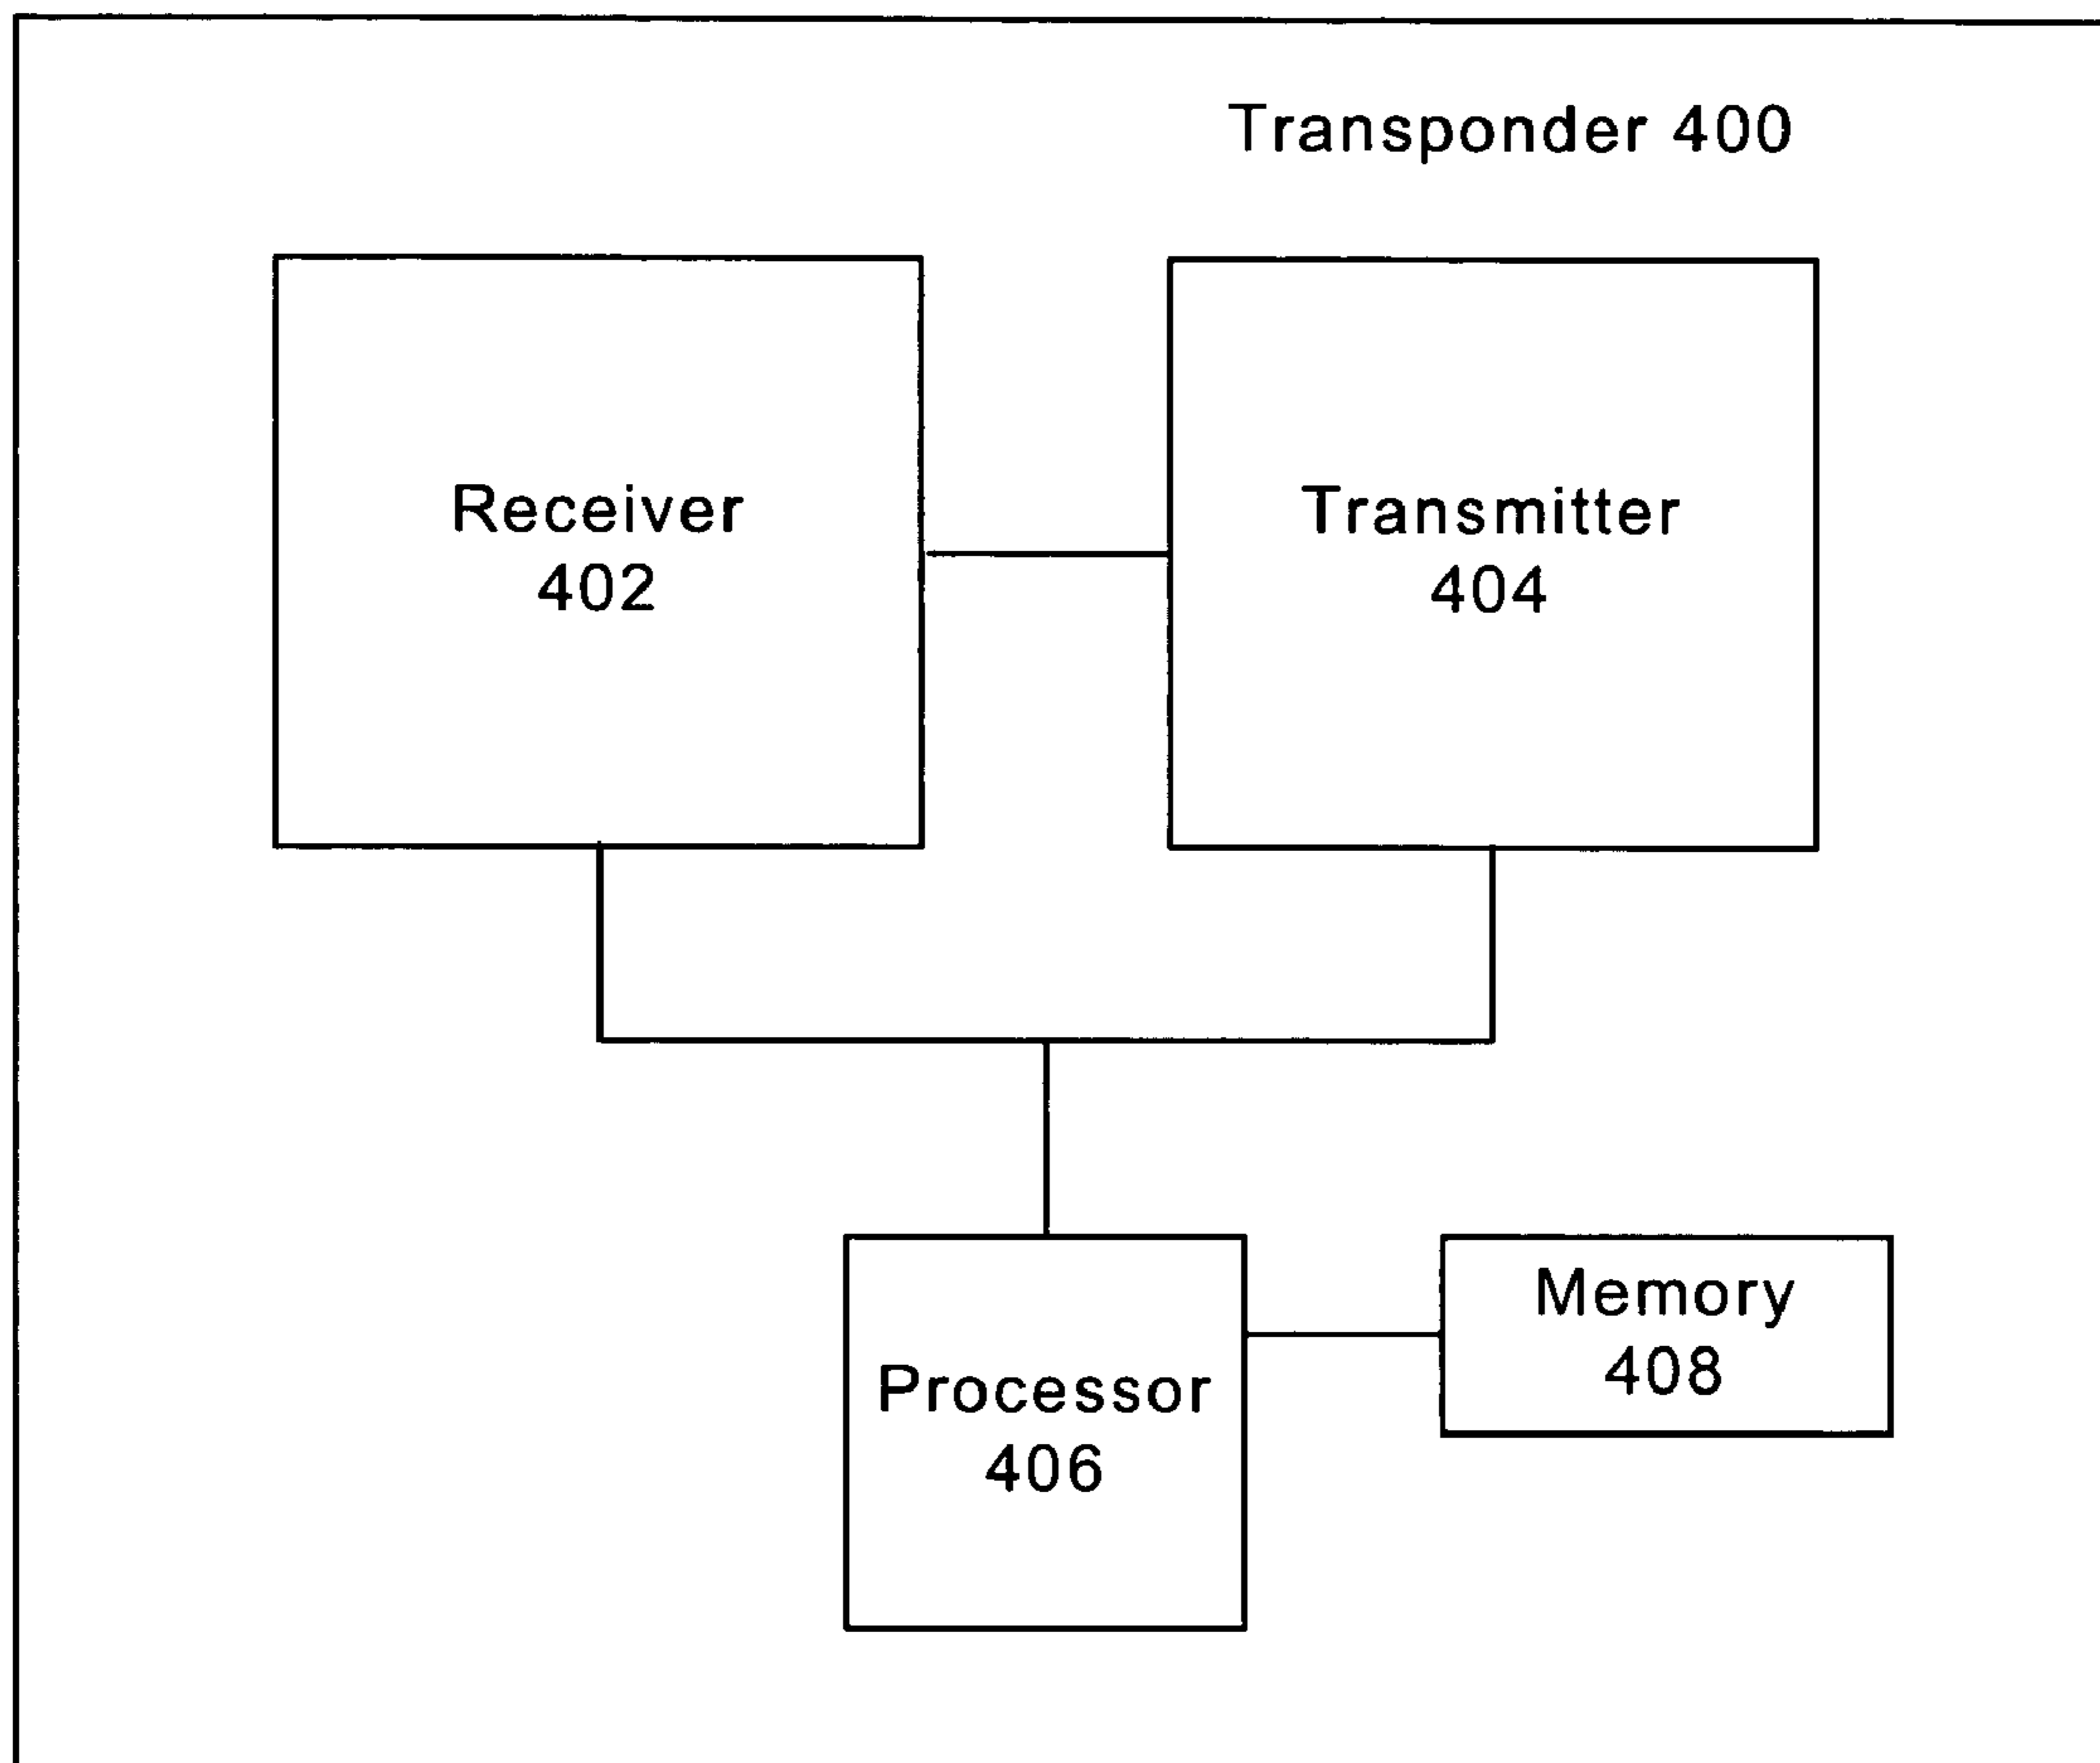 Transponder 400
Receiver
402
Transmitter
404
Processor
406
Memory
408